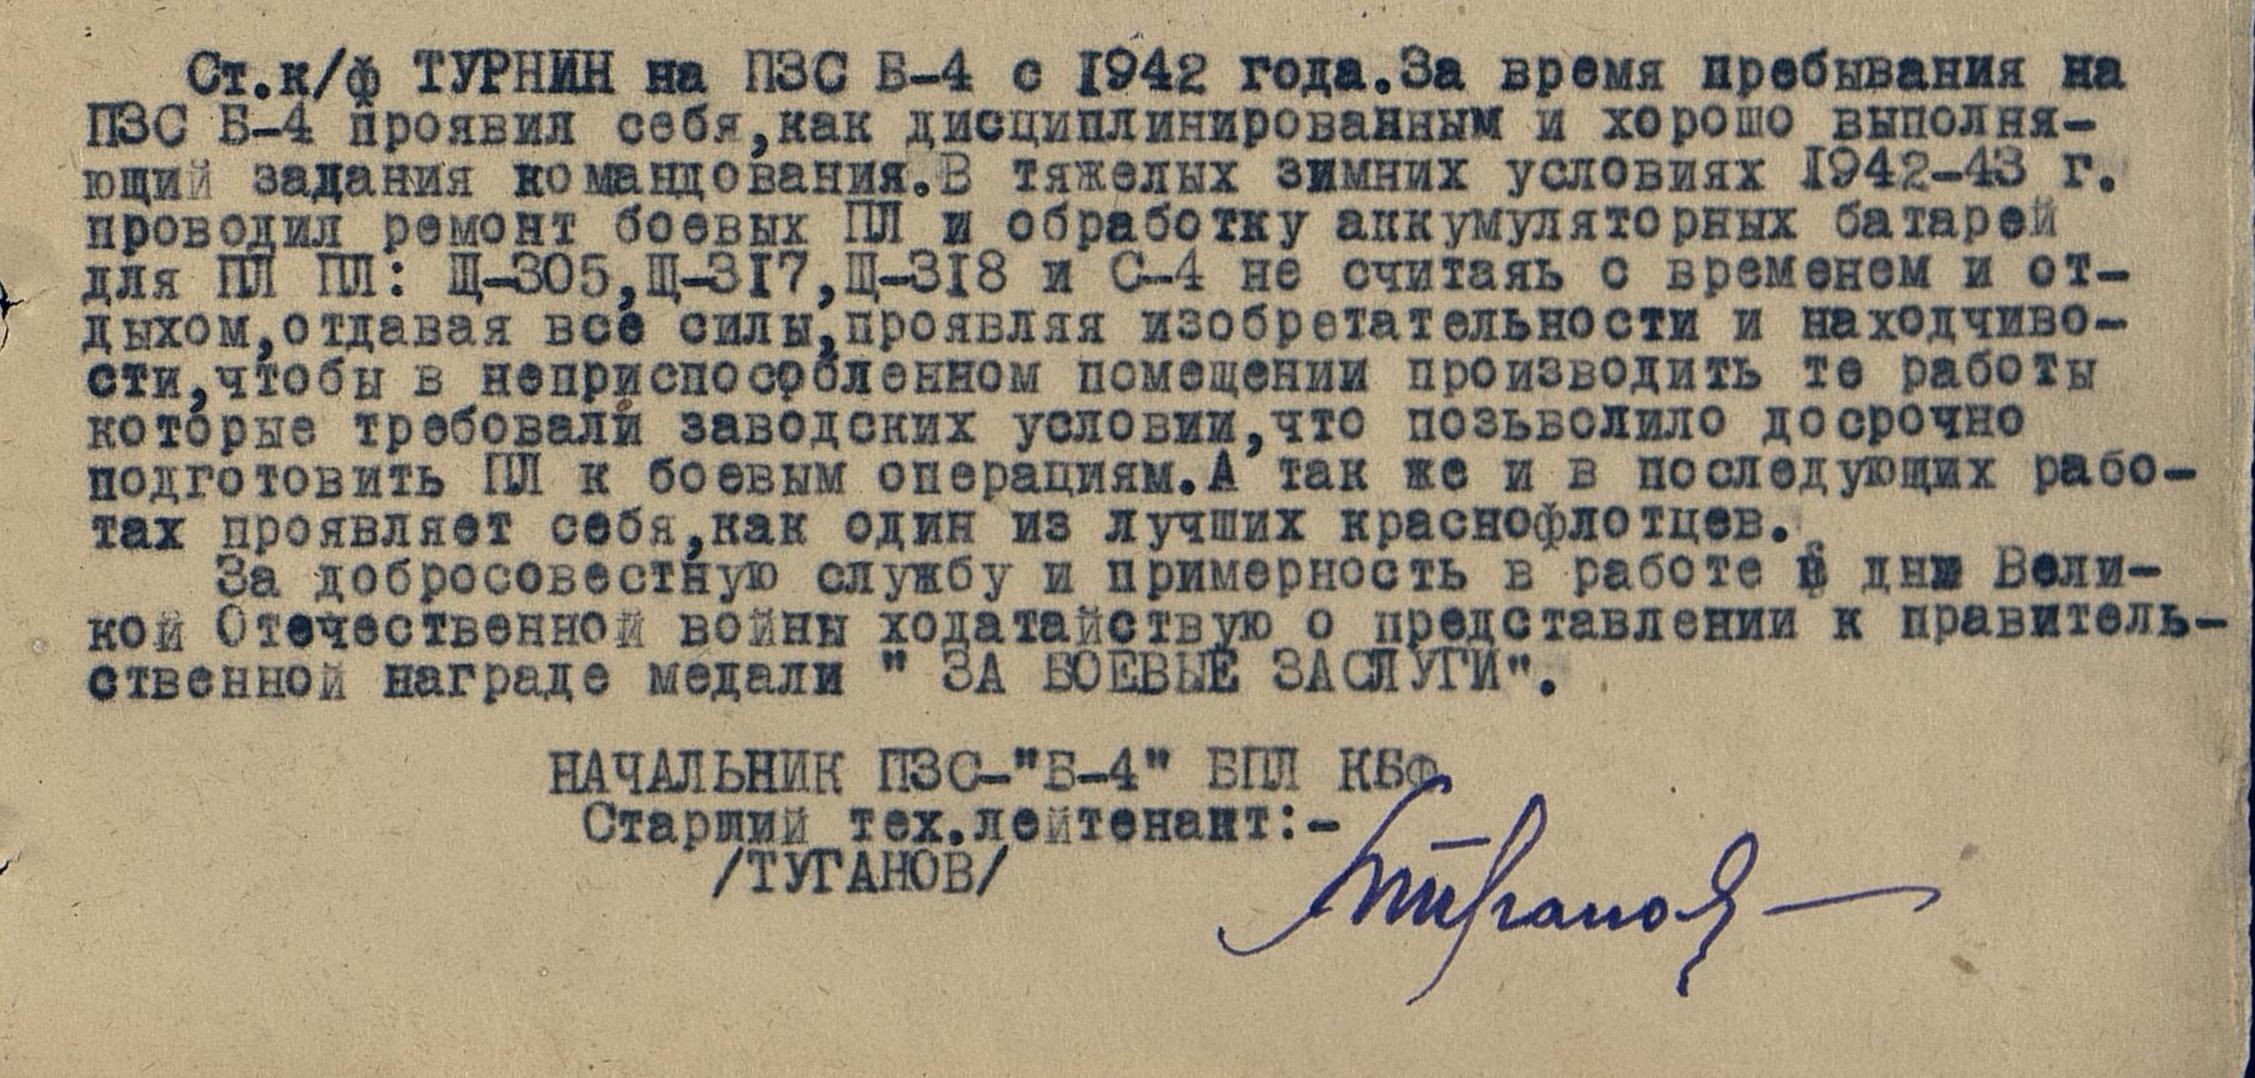 Ст.к/ф ТУРНИН на ПЗС Б-4 с 1942 года.За время пребывания на
ПЗС Б-4 проявил себя,как дисциплинированным и хорошо выполня-
ющий задания командования.В тяжелых зимних условиях 1942-43 г.
проводил ремонт боевых ПЛ и обработку аккумуляторных батарей
для ПЛ ПЛ: Щ-305,Щ-317,Щ-318 и С-4 не считаяь с временем и от-
дыхом,отдавая все силы,проявляя изобретательности и находчиво-
сти,чтобы в неприспособленном помещении производить те работы
которые требовали заводских условии,что позьволило досрочно
подготовить ПЛ к боевым операциям.А так же и в последующих рабо-
тах проявляет себя,как один из лучших краснофлотцев.
За добросовестную службу и примерность в работе в дни Вели-
кой Отечественной войны ходатайствую о представлении к правитель-
ственной награде медали " ЗА БОЕВЫЕ ЗАСЛУГИ".
НАЧАЛЬНИК ПЗС-"Б-4" БПЛ КБФ
Старший тех.лейтенант:-
/ТУГАНОВ/